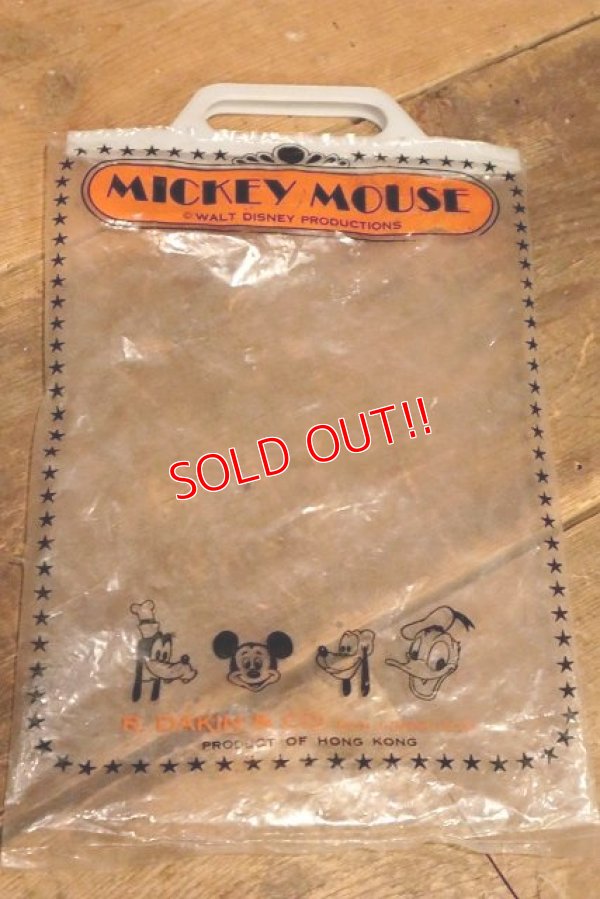 MICKEY MOUSE
© WALT DISNEY PRODUCTIONS
SOLD OUT!!
R. DAKIN & CO.
PRODUCT OF HONG KONG